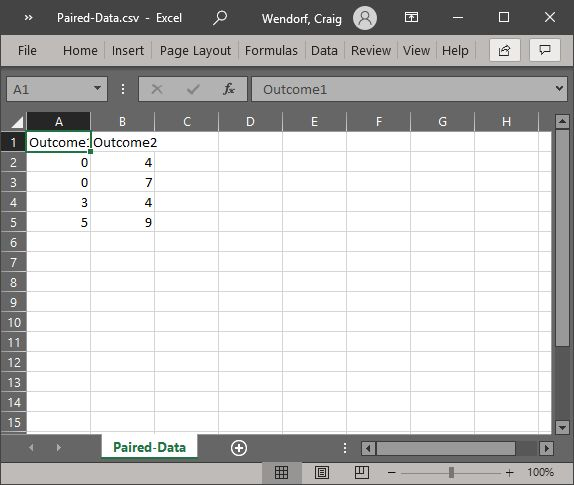 » Paired-Data.csv - Excel Wendorf, Craig
File Home Insert Page Layout Formulas Data Review View Help
A1 fx Outcome1
A B C D E F G H
1 Outcome1 Outcome2
2 0 4
3 0 7
4 3 4
5 5 9
6
7
8
9
10
11
12
13
14
15
Paired-Data
100%